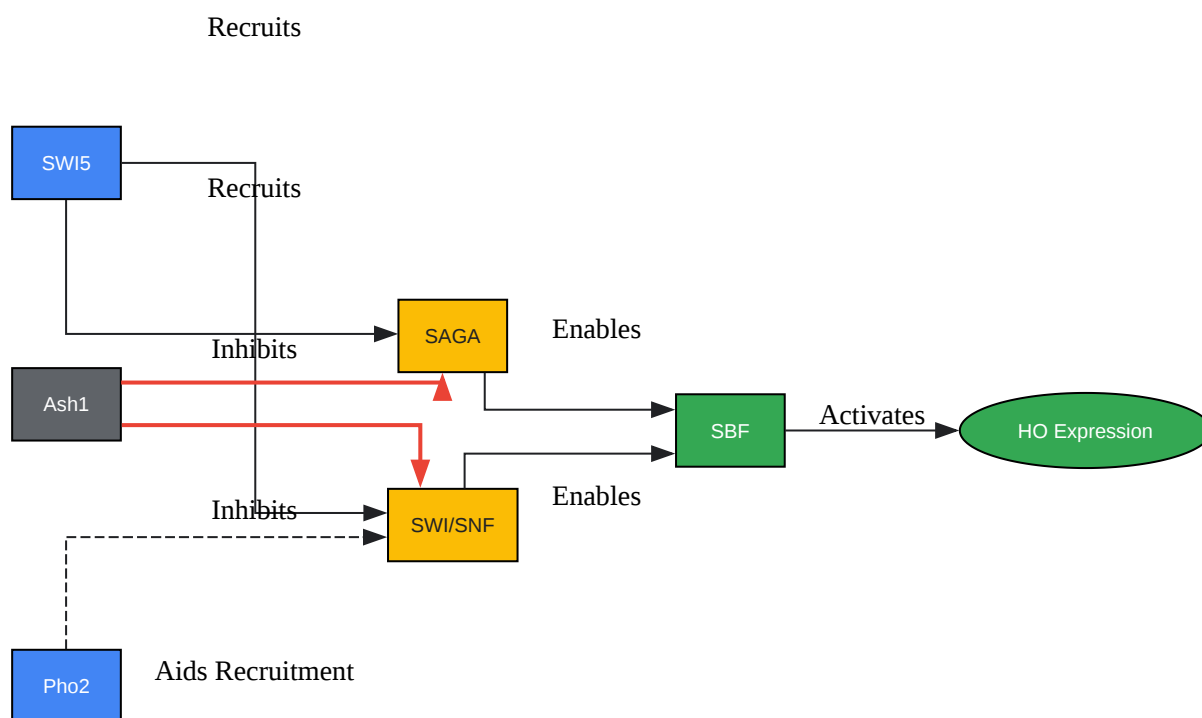 Recruits
SWI5
Recruits
SAGA
Enables
Inhibits
Ash1
SBF
Activates
HO Expression
Enables
Inhibits
SWI/SNF
Pho2
Aids Recruitment